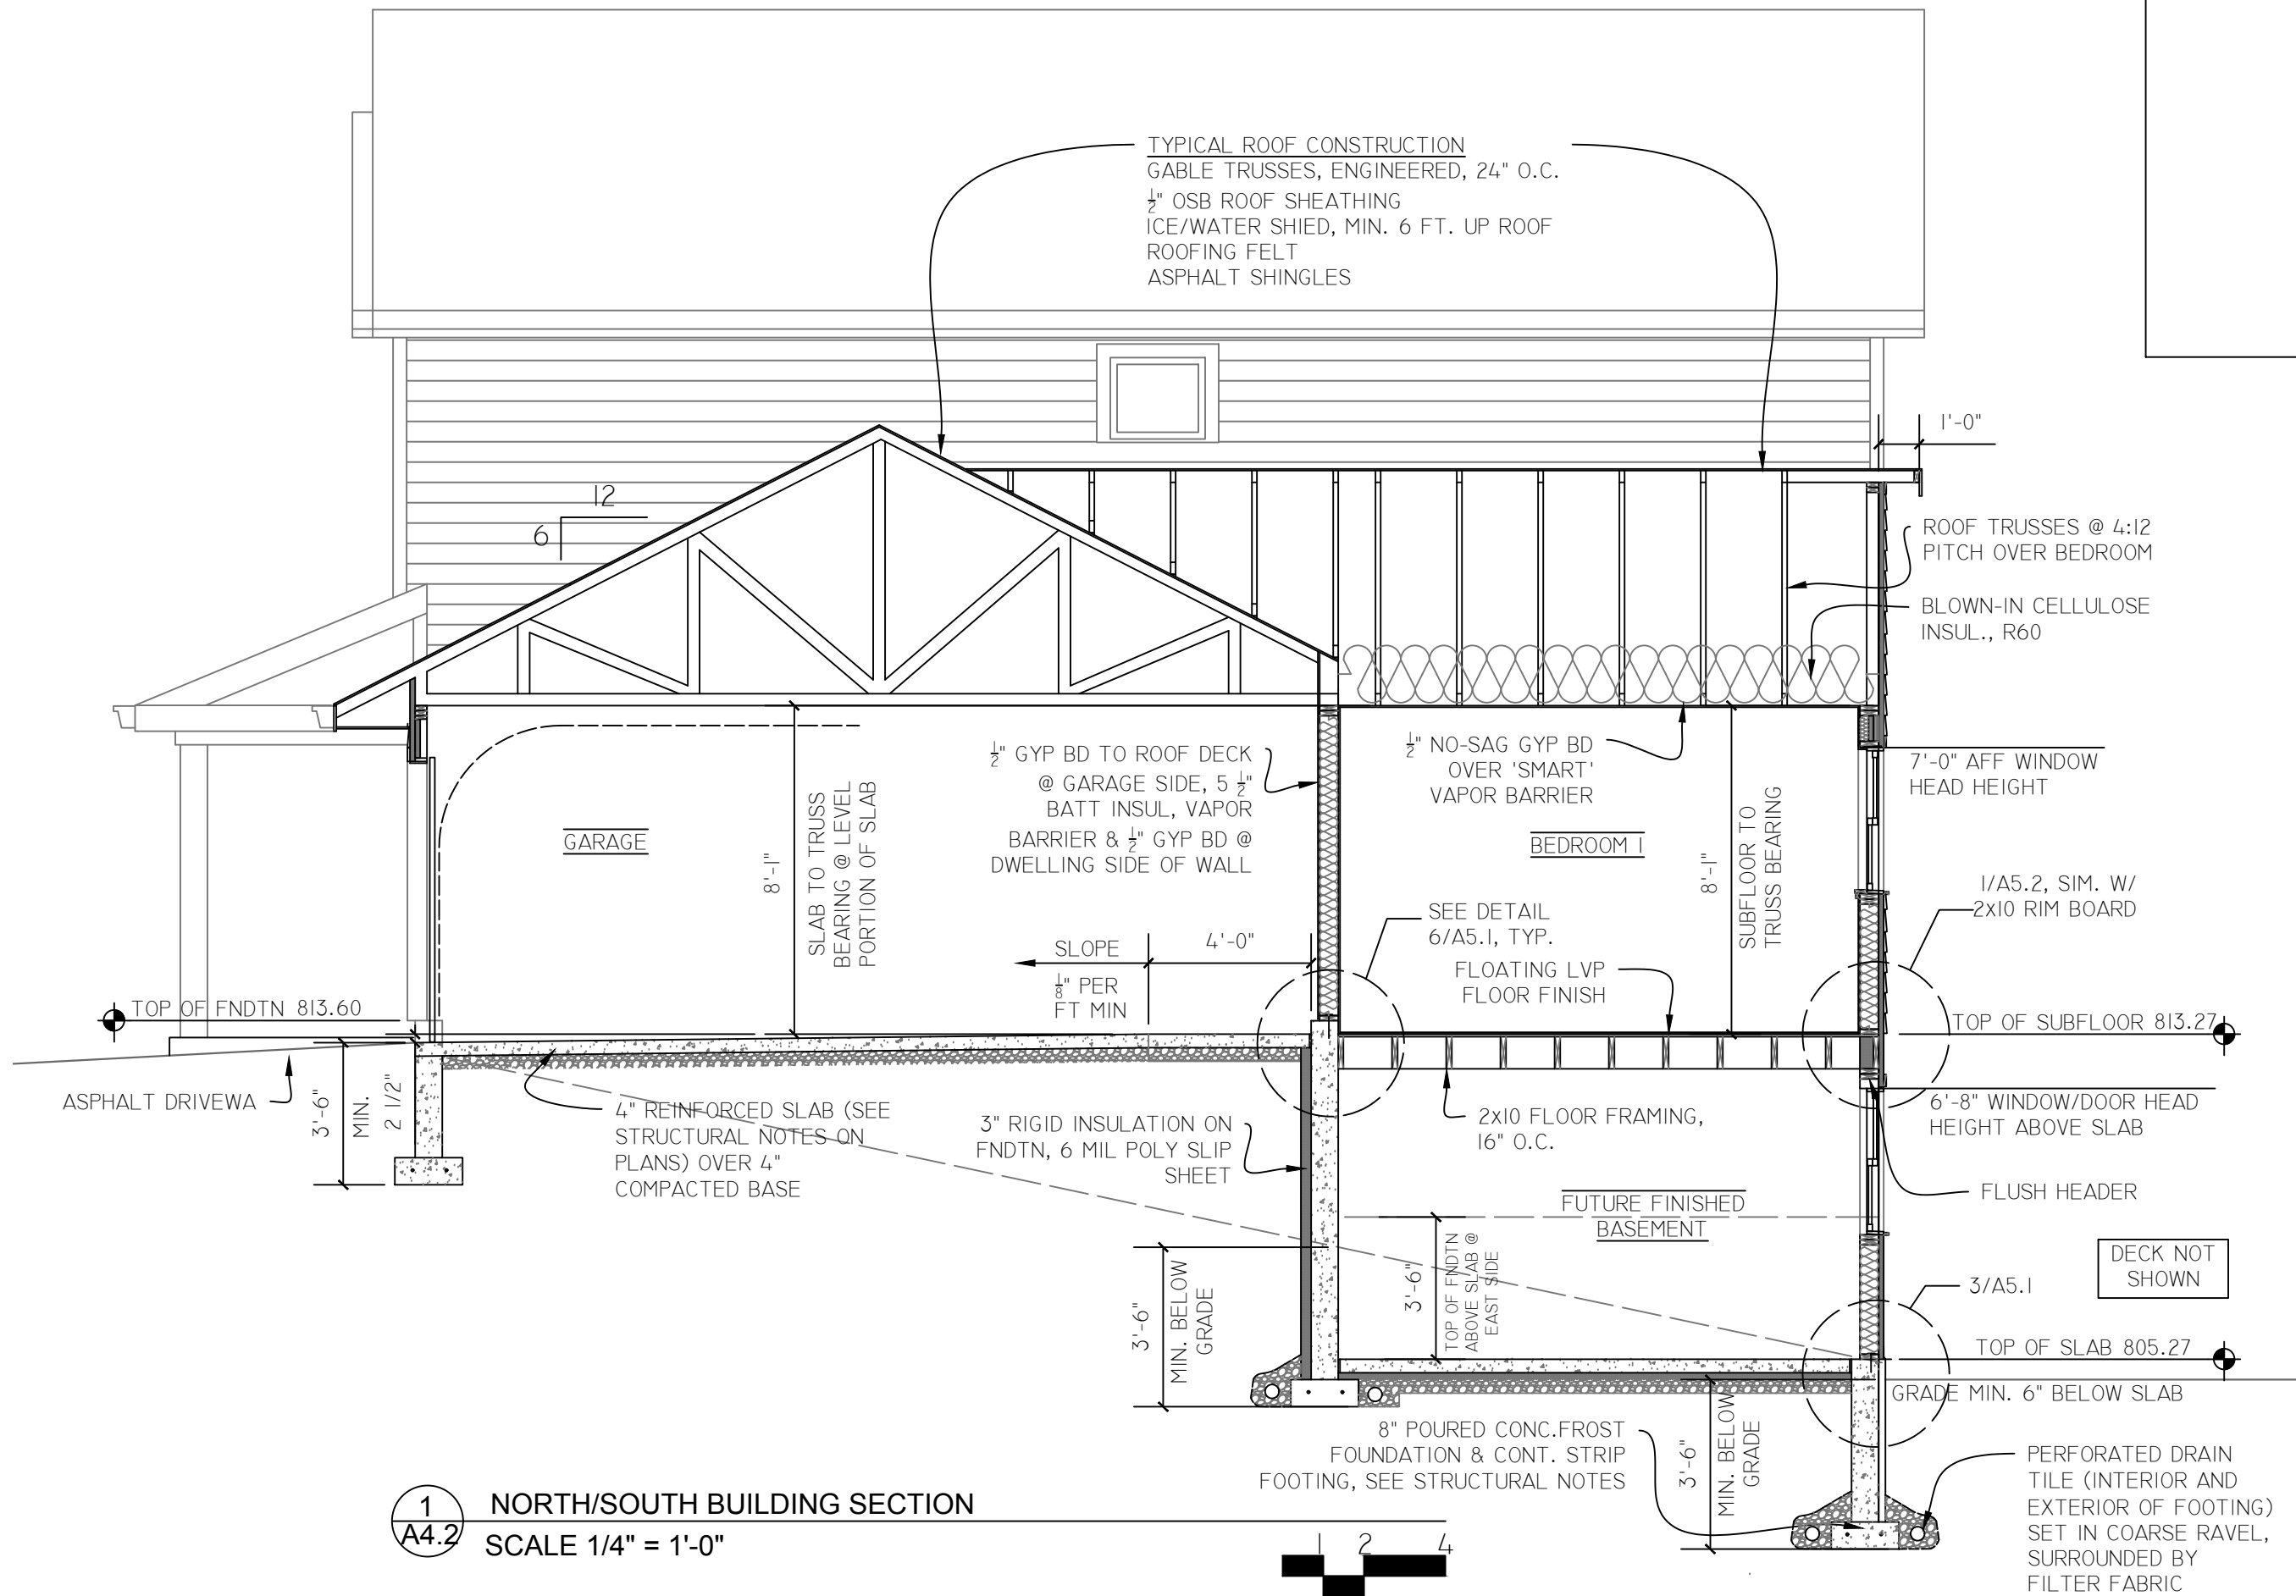 TYPICAL ROOF CONSTRUCTION
GABLE TRUSSES, ENGINEERED, 24" O.C.
½" OSB ROOF SHEATHING
ICE/WATER SHIED, MIN. 6 FT. UP ROOF
ROOFING FELT
ASPHALT SHINGLES
1'-0"
12
6
ROOF TRUSSES @ 4:12
PITCH OVER BEDROOM
BLOWN-IN CELLULOSE
INSUL., R60
½" GYP BD TO ROOF DECK
@ GARAGE SIDE, 5 ½"
BATT INSUL, VAPOR
BARRIER & ½" GYP BD @
DWELLING SIDE OF WALL
½" NO-SAG GYP BD
OVER 'SMART'
VAPOR BARRIER
7'-0" AFF WINDOW
HEAD HEIGHT
GARAGE
8'-1"
SLAB TO TRUSS
BEARING @ LEVEL
PORTION OF SLAB
BEDROOM 1
8'-1"
SUBFLOOR TO
TRUSS BEARING
1/A5.2, SIM. W/
2x10 RIM BOARD
SEE DETAIL
6/A5.1, TYP.
SLOPE
4'-0"
⅛" PER
FT MIN
FLOATING LVP
FLOOR FINISH
TOP OF FNDTN 813.60
TOP OF SUBFLOOR 813.27
ASPHALT DRIVEWA
3'-6"
MIN.
2 1/2"
4" REINFORCED SLAB (SEE
STRUCTURAL NOTES ON
PLANS) OVER 4"
COMPACTED BASE
3" RIGID INSULATION ON
FNDTN, 6 MIL POLY SLIP
SHEET
2x10 FLOOR FRAMING,
16" O.C.
6'-8" WINDOW/DOOR HEAD
HEIGHT ABOVE SLAB
FLUSH HEADER
FUTURE FINISHED
BASEMENT
3'-6"
TOP OF FNDTN
ABOVE SLAB @
EAST SIDE
DECK NOT
SHOWN
3/A5.1
3'-6"
MIN. BELOW
GRADE
TOP OF SLAB 805.27
GRADE MIN. 6" BELOW SLAB
8" POURED CONC.FROST
FOUNDATION & CONT. STRIP
FOOTING, SEE STRUCTURAL NOTES
3'-6"
MIN. BELOW
GRADE
PERFORATED DRAIN
TILE (INTERIOR AND
EXTERIOR OF FOOTING)
SET IN COARSE RAVEL,
SURROUNDED BY
FILTER FABRIC
1
A4.2
NORTH/SOUTH BUILDING SECTION
SCALE 1/4" = 1'-0"
1 2 4